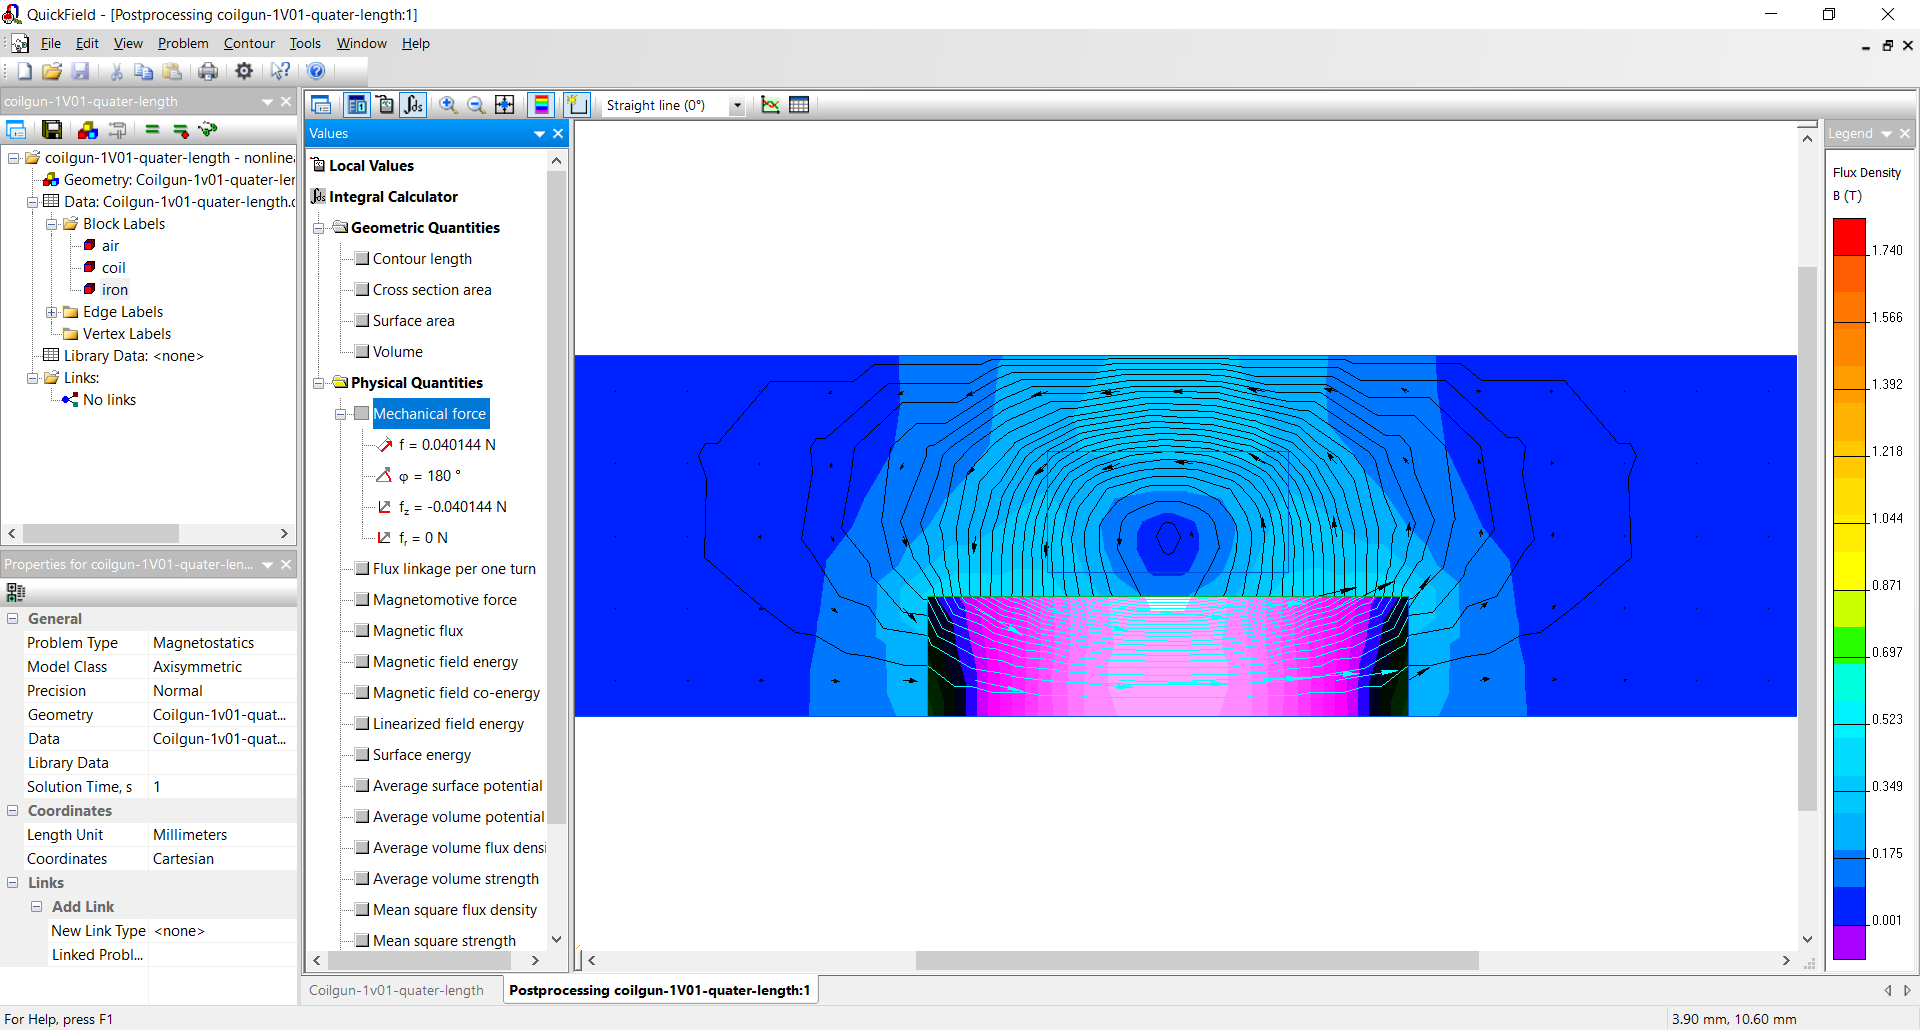 QuickField - [Postprocessing coilgun-1V01-quater-length:1]
File Edit View Problem Contour Tools Window Help
coilgun-1V01-quater-length
coilgun-1V01-quater-length - nonline
Geometry: Coilgun-1v01-quater-ler
Data: Coilgun-1v01-quater-length.
Block Labels
air
coil
iron
Edge Labels
Vertex Labels
Library Data: <none>
Links:
No links
Properties for coilgun-1V01-quater-len...
General
Problem Type Magnetostatics
Model Class Axisymmetric
Precision Normal
Geometry Coilgun-1v01-quat...
Data Coilgun-1v01-quat...
Library Data
Solution Time, s 1
Coordinates
Length Unit Millimeters
Coordinates Cartesian
Links
Add Link
New Link Type <none>
Linked Probl...
Straight line (0°)
Values
Local Values
Integral Calculator
Geometric Quantities
Contour length
Cross section area
Surface area
Volume
Physical Quantities
Mechanical force
f = 0.040144 N
φ = 180 °
fz = -0.040144 N
fr = 0 N
Flux linkage per one turn
Magnetomotive force
Magnetic flux
Magnetic field energy
Magnetic field co-energy
Linearized field energy
Surface energy
Average surface potential
Average volume potential
Average volume flux densi
Average volume strength
Mean square flux density
Mean square strength
Legend
Flux Density
B (T)
1.740
1.566
1.392
1.218
1.044
0.871
0.697
0.523
0.349
0.175
0.001
Coilgun-1v01-quater-length
Postprocessing coilgun-1V01-quater-length:1
For Help, press F1
3.90 mm, 10.60 mm